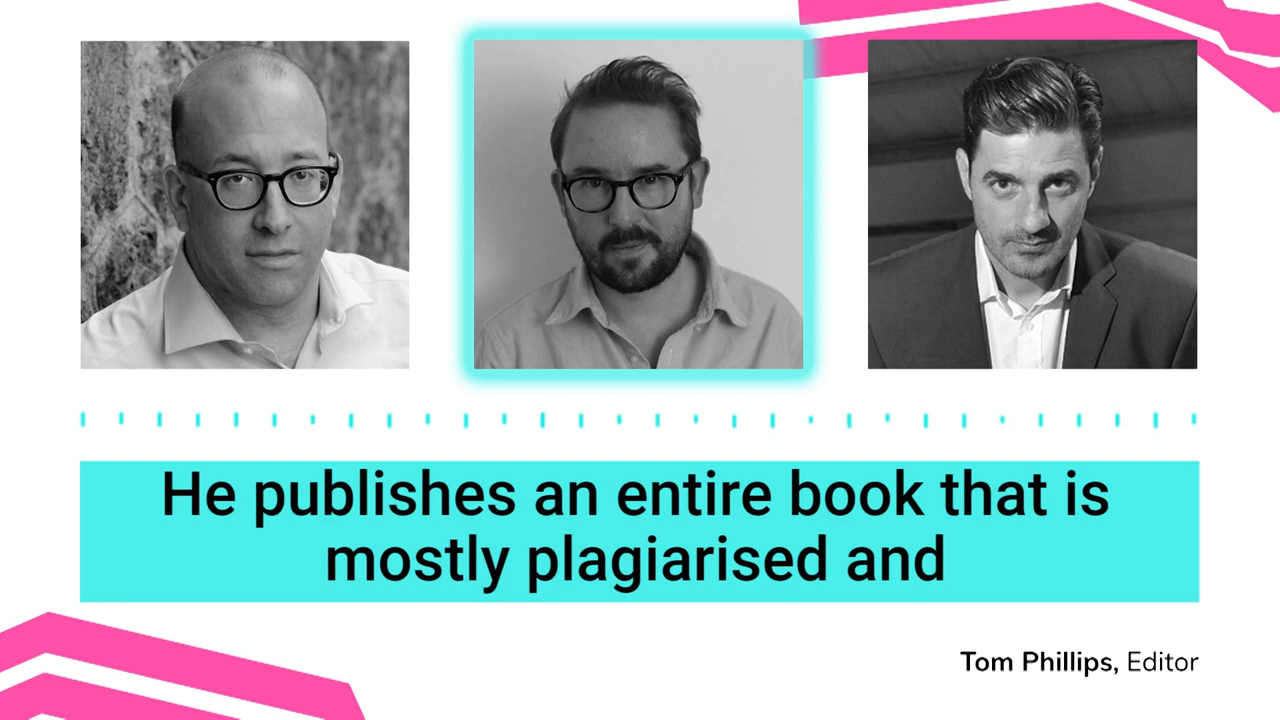 He publishes an entire book that is
mostly plagiarised and
Tom Phillips, Editor